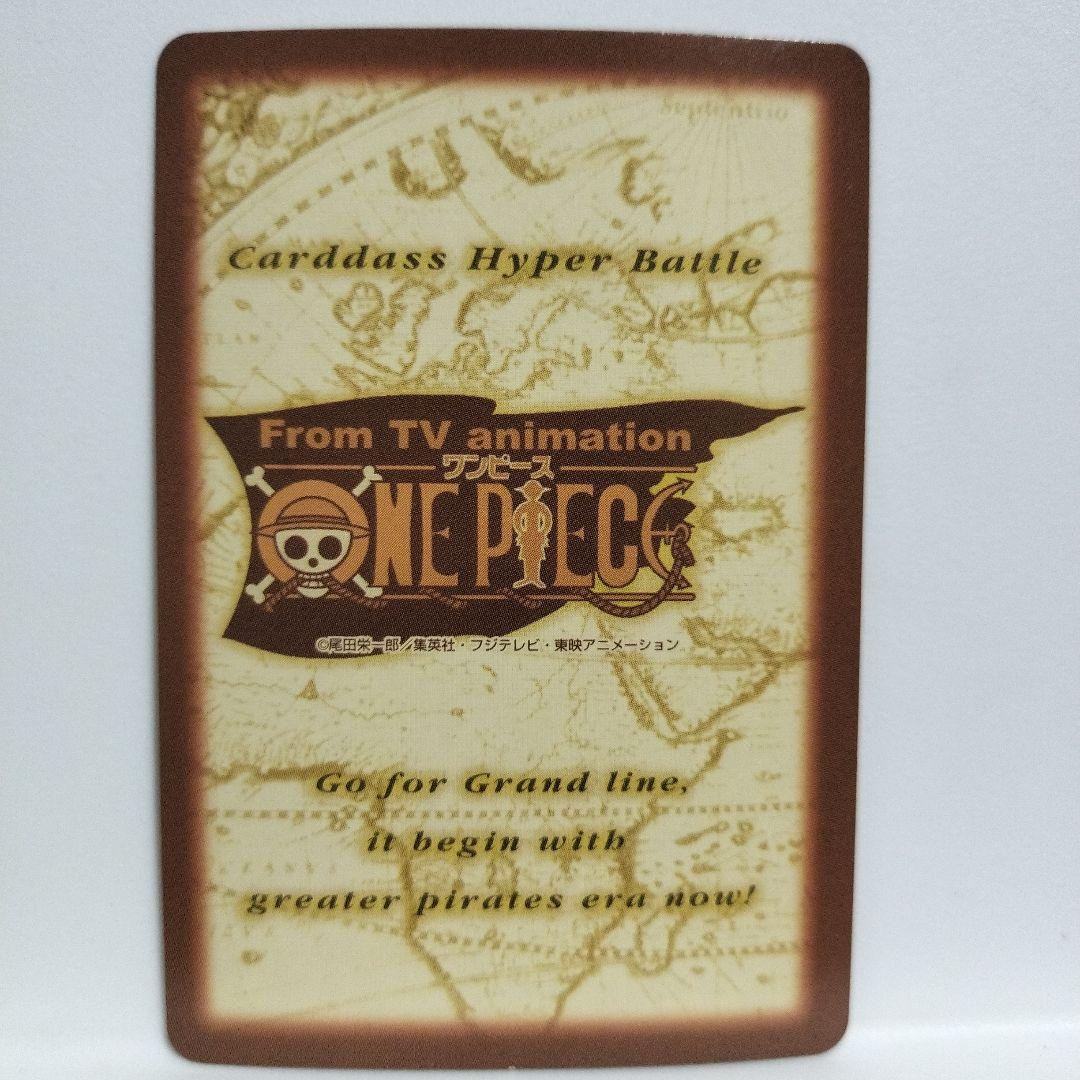 Septentrio
Carddass Hyper Battle
From TV animation
ワンピース
ONE PIECE
©尾田栄一郎／集英社・フジテレビ・東映アニメーション
Go for Grand line,
it begin with
greater pirates era now!